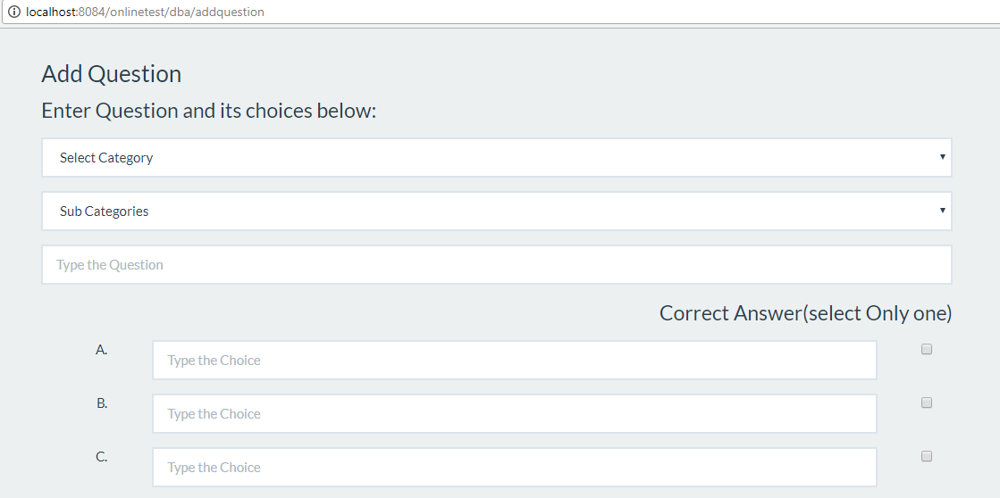 localhost:8084/onlinetest/dba/addquestion
Add Question
Enter Question and its choices below:
Select Category
Sub Categories
Type the Question
Correct Answer(select Only one)
A. Type the Choice
B. Type the Choice
C. Type the Choice